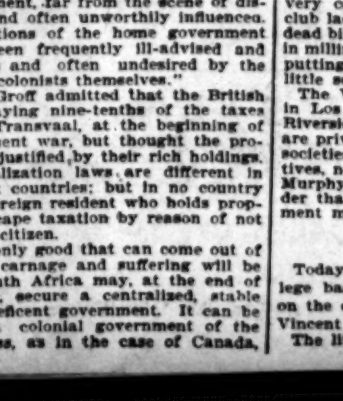 ment, far from the scene of dis-
nd often unworthily influenced.
tions of the home government
een frequently ill-advised and
and often undesired by the
colonists themselves."
Groff admitted that the British
aying nine-tenths of the taxes
Transvaal, at the beginning of
ent war, but thought the pro-
justified by their rich holdings.
lization laws are different in
countries; but in no country
reign resident who holds prop-
cape taxation by reason of not
citizen.
only good that can come out of
carnage and suffering will be
uth Africa may, at the end of
, secure a centralized, stable
eficent government. It can be
colonial government of the
es, as in the case of Canada,
very
club la
dead bi
in milli
putting
little s
The
in Los
Riversi
are priv
societie
tives, n
Murphy
der tha
ment m
Today
lege ba
on the
Vincent
The li